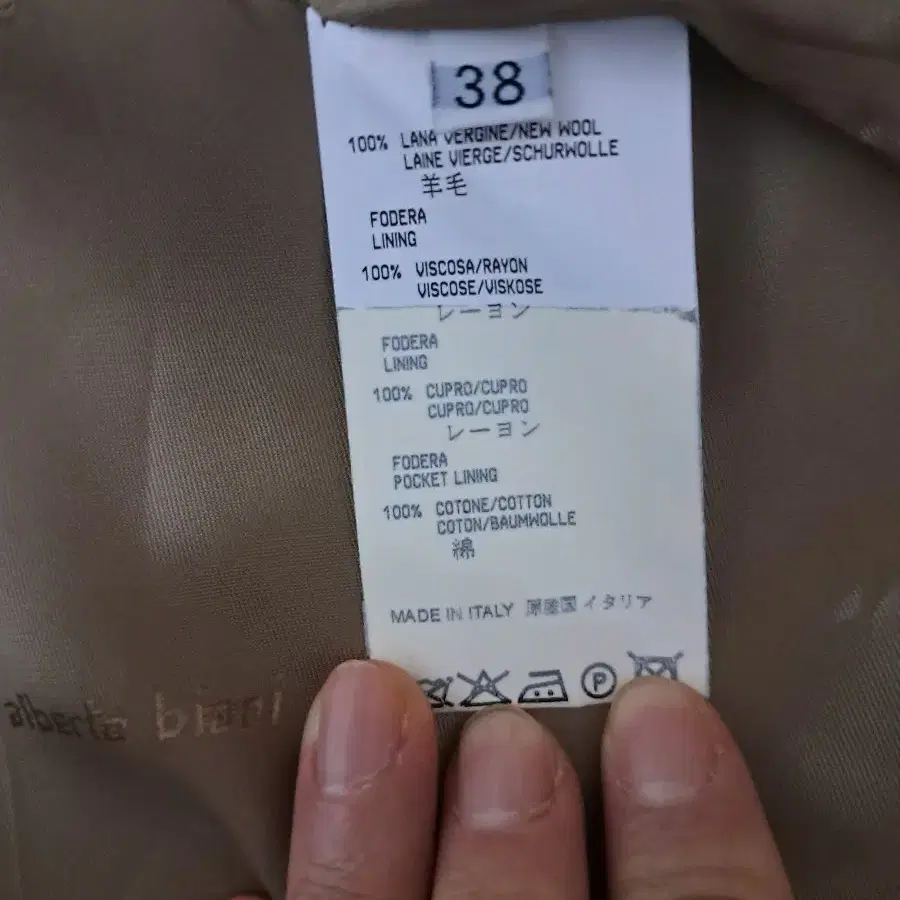 38
100% LANA VERGINE/NEW WOOL
LAINE VIERGE/SCHURWOLLE
羊毛
FODERA
LINING
100% VISCOSA/RAYON
VISCOSE/VISKOSE
レーヨン
FODERA
LINING
100% CUPRO/CUPRO
CUPRO/CUPRO
レーヨン
FODERA
POCKET LINING
100% COTONE/COTTON
COTON/BAUMWOLLE
綿
MADE IN ITALY 原産国イタリア
P
alberto biani